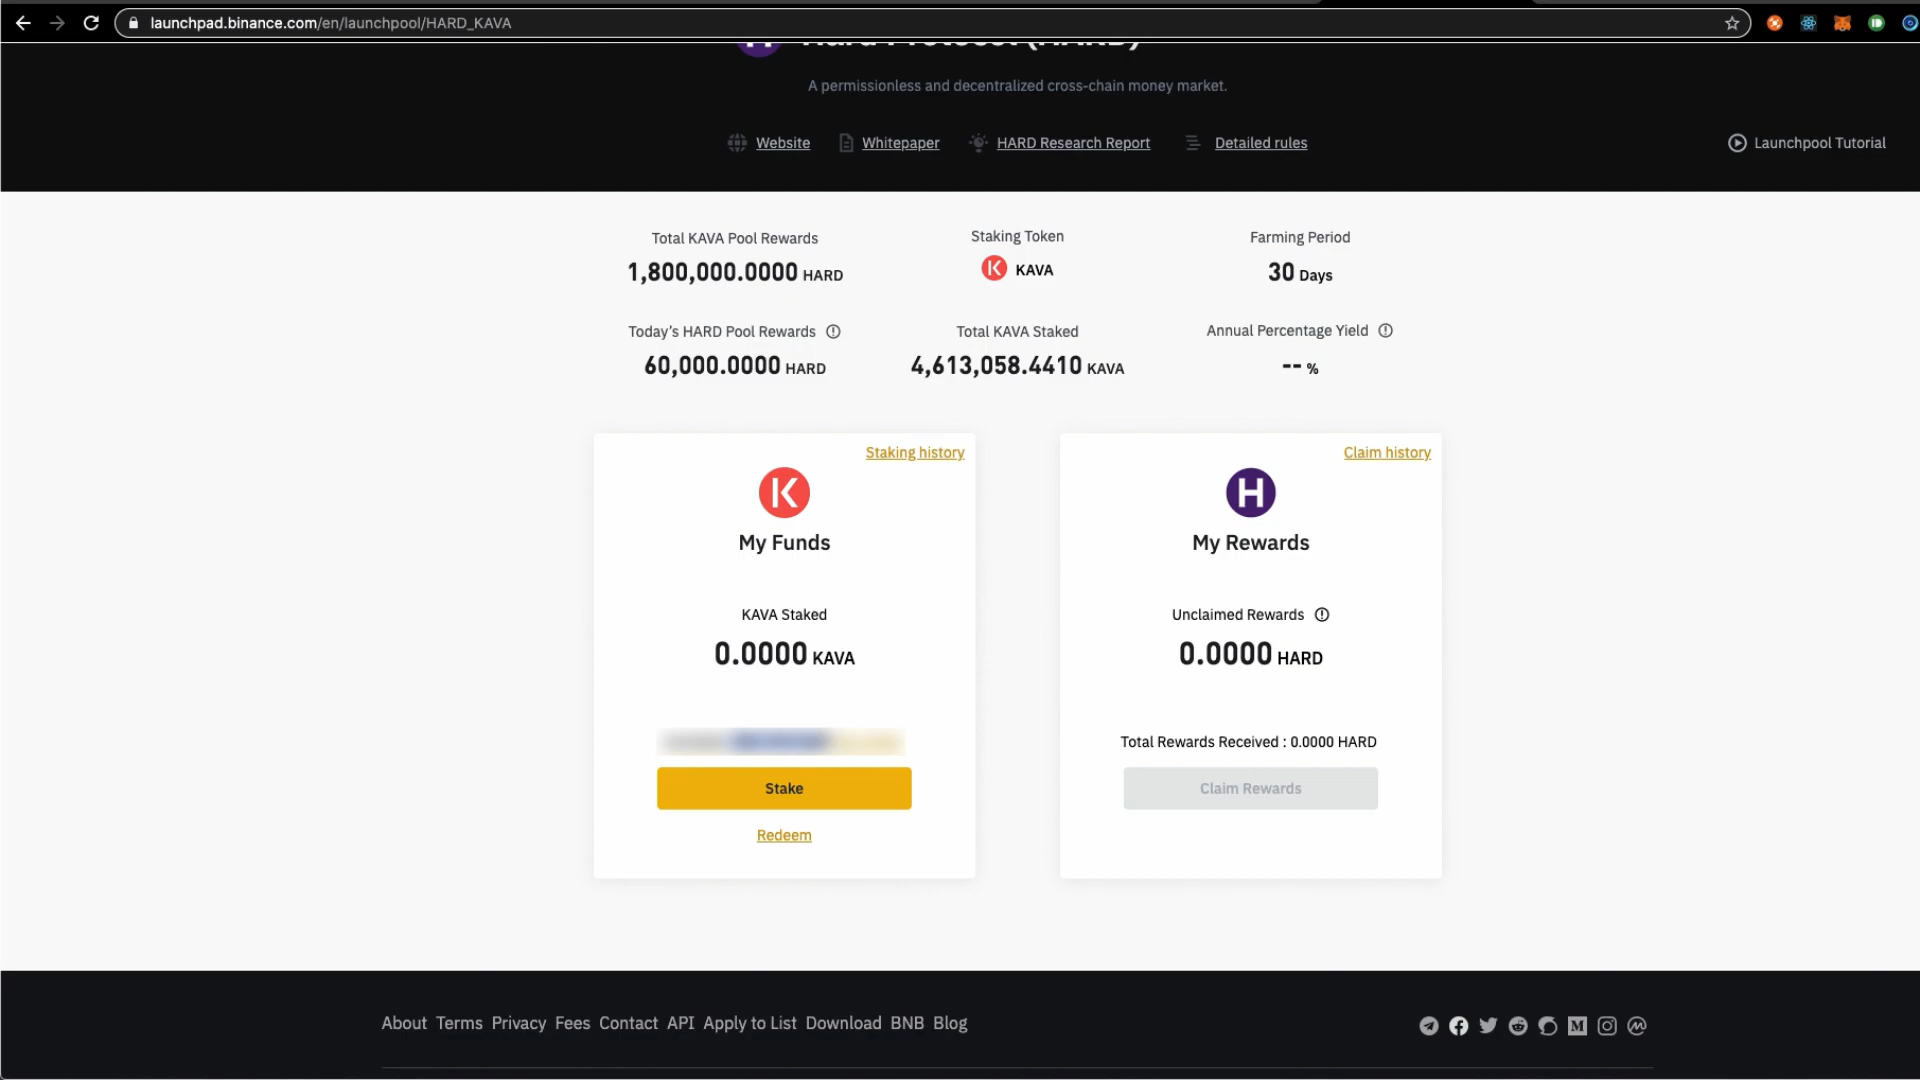 launchpad.binance.com/en/launchpool/HARD_KAVA
Hard Protocol (HARD)
A permissionless and decentralized cross-chain money market.
Website Whitepaper HARD Research Report Detailed rules Launchpool Tutorial
Total KAVA Pool Rewards Staking Token Farming Period
1,800,000.0000 HARD KAVA 30 Days
Today's HARD Pool Rewards Total KAVA Staked Annual Percentage Yield
60,000.0000 HARD 4,613,058.4410 KAVA -- %
Staking history
My Funds
KAVA Staked
0.0000 KAVA
Stake
Redeem
Claim history
My Rewards
Unclaimed Rewards
0.0000 HARD
Total Rewards Received : 0.0000 HARD
Claim Rewards
About Terms Privacy Fees Contact API Apply to List Download BNB Blog